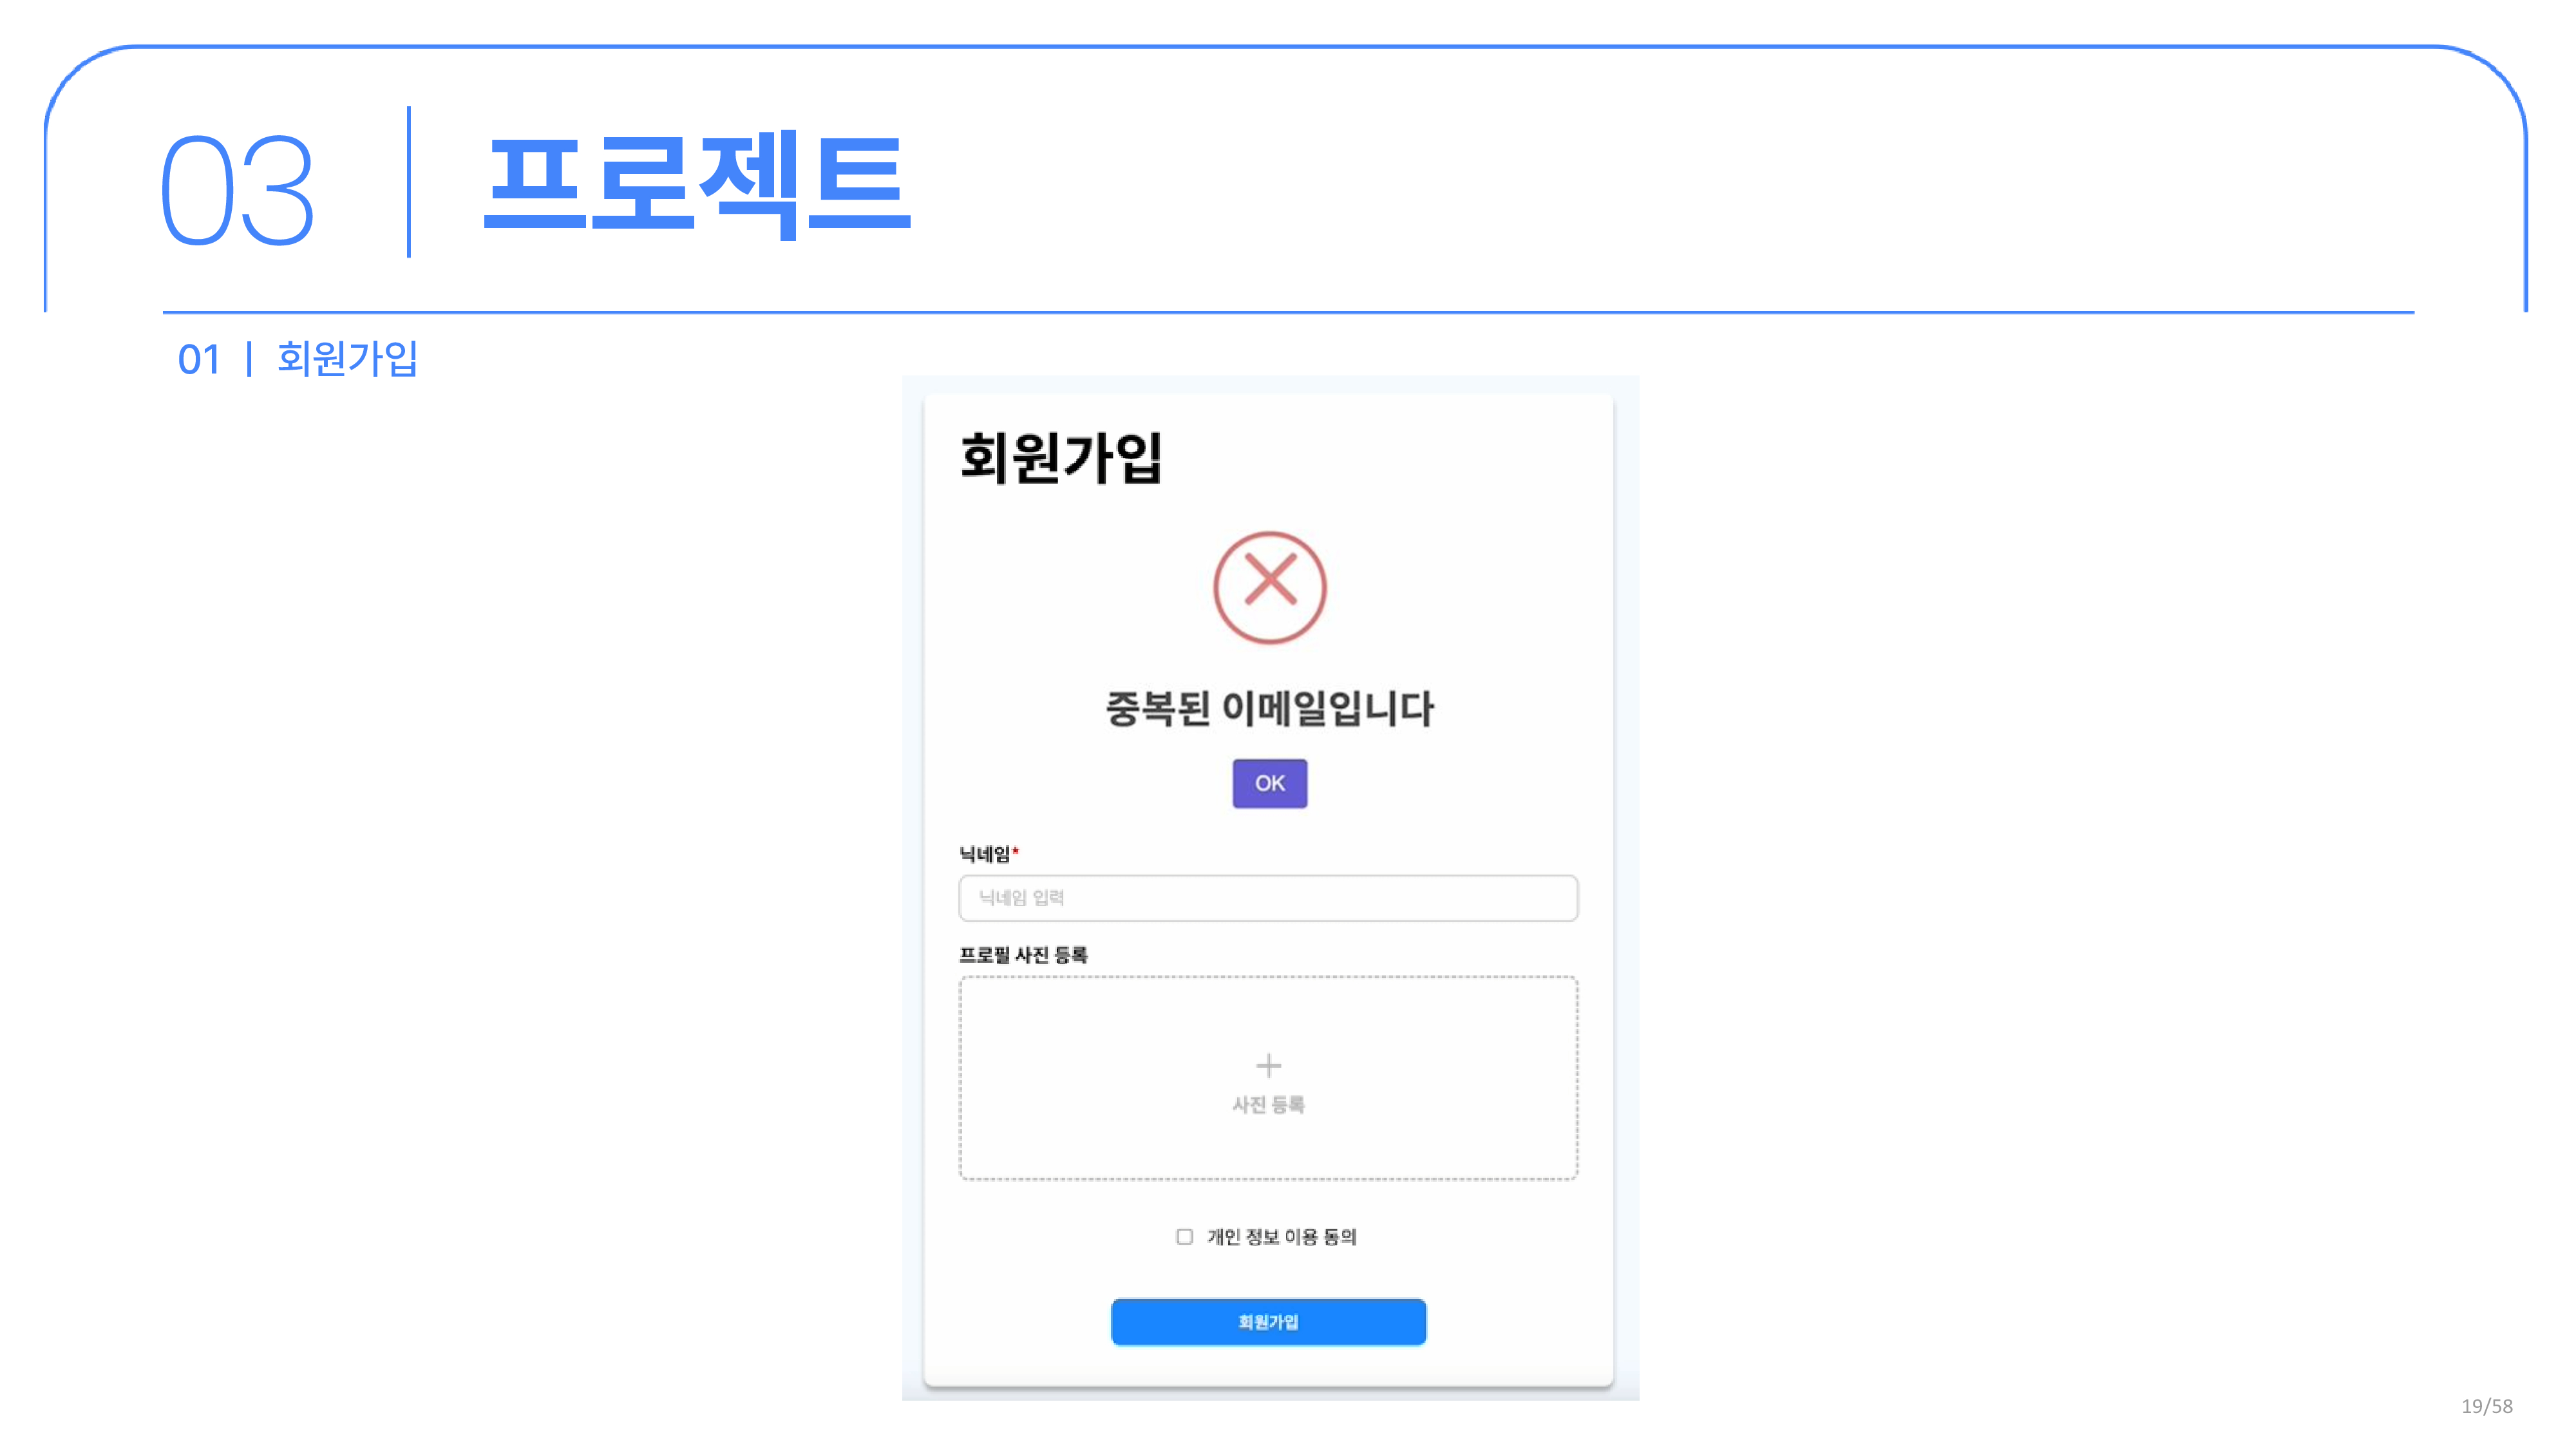 03 | 프로젝트
01 | 회원가입
회원가입
중복된 이메일입니다
OK
닉네임*
닉네임 입력
프로필 사진 등록
+
사진 등록
개인 정보 이용 동의
회원가입
19/58